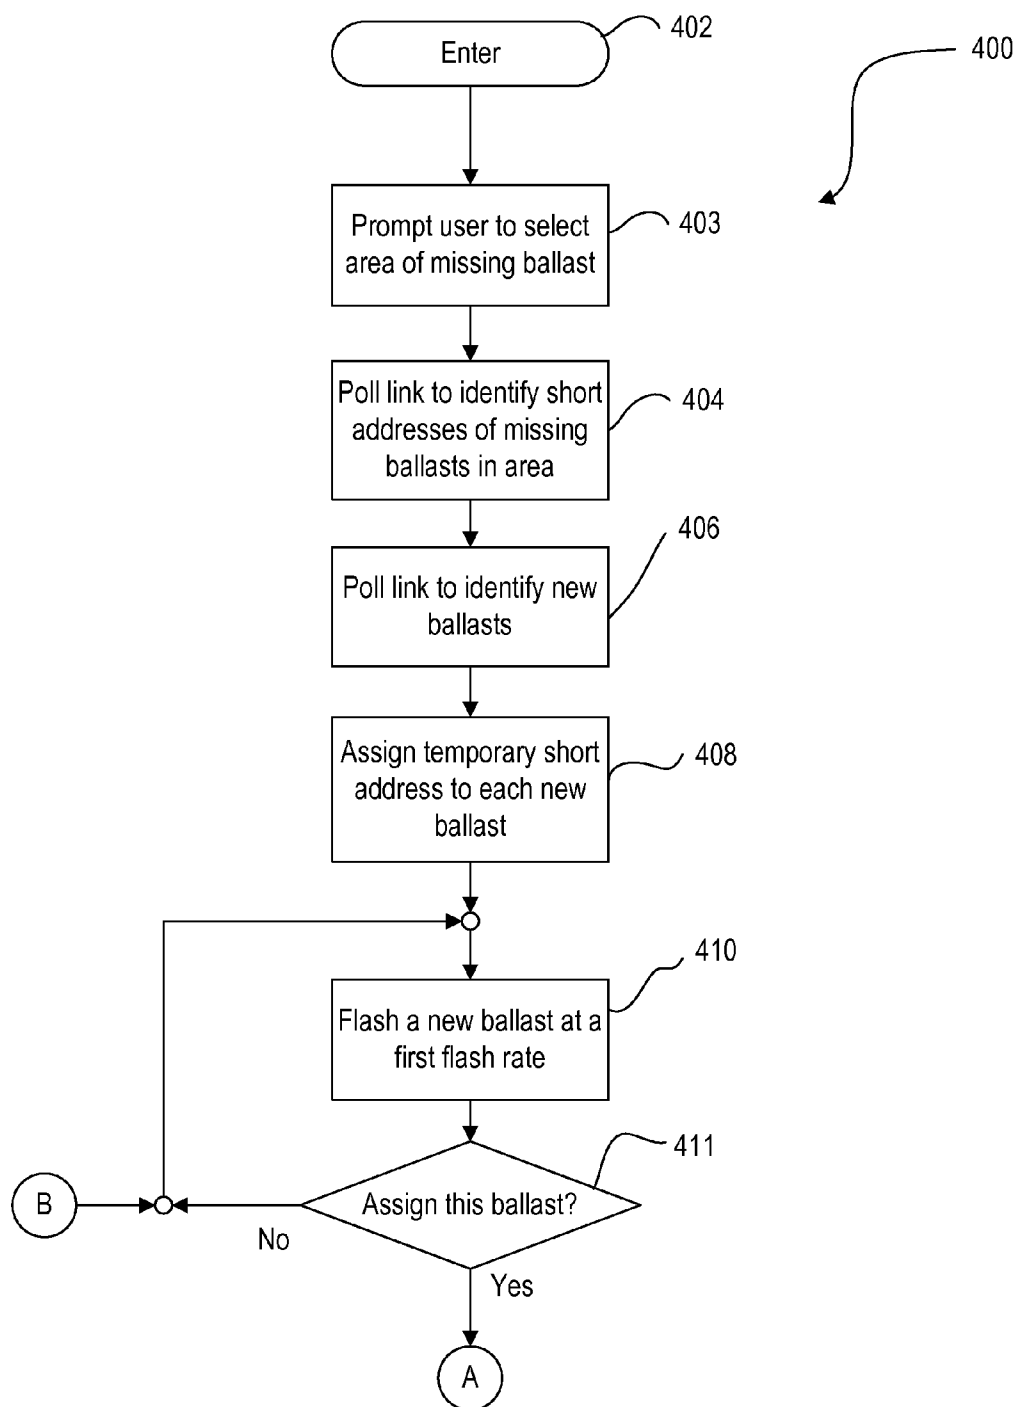 Enter
402
400
Prompt user to select
area of missing ballast
403
Poll link to identify short
addresses of missing
ballasts in area
404
Poll link to identify new
ballasts
406
Assign temporary short
address to each new
ballast
408
Flash a new ballast at a
first flash rate
410
Assign this ballast?
411
B
No
Yes
A